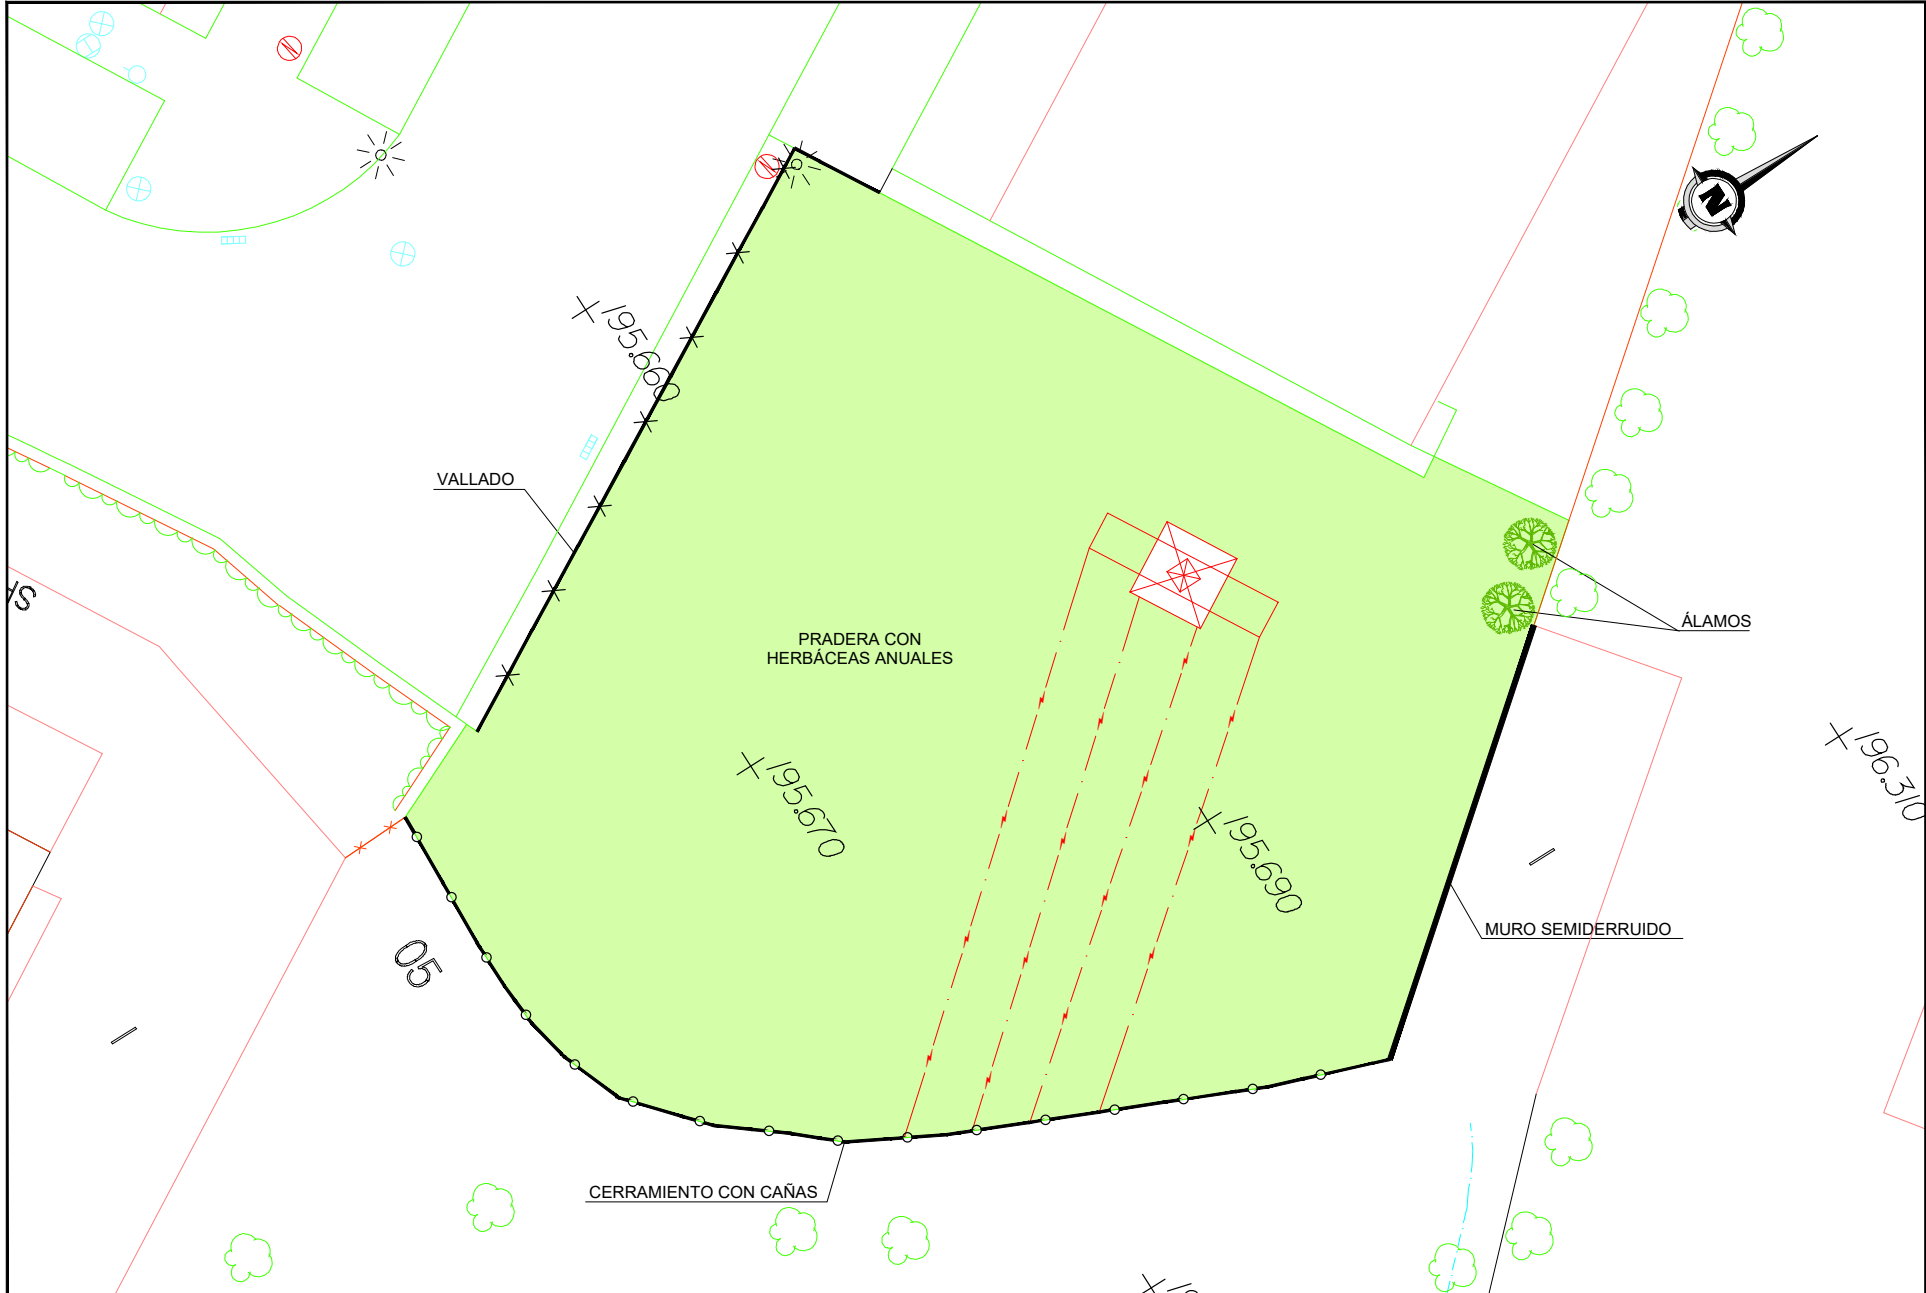 N
195.660
VALLADO
PRADERA CON
HERBÁCEAS ANUALES
ÁLAMOS
195.670
195.690
196.310
MURO SEMIDERRUIDO
05
CERRAMIENTO CON CAÑAS